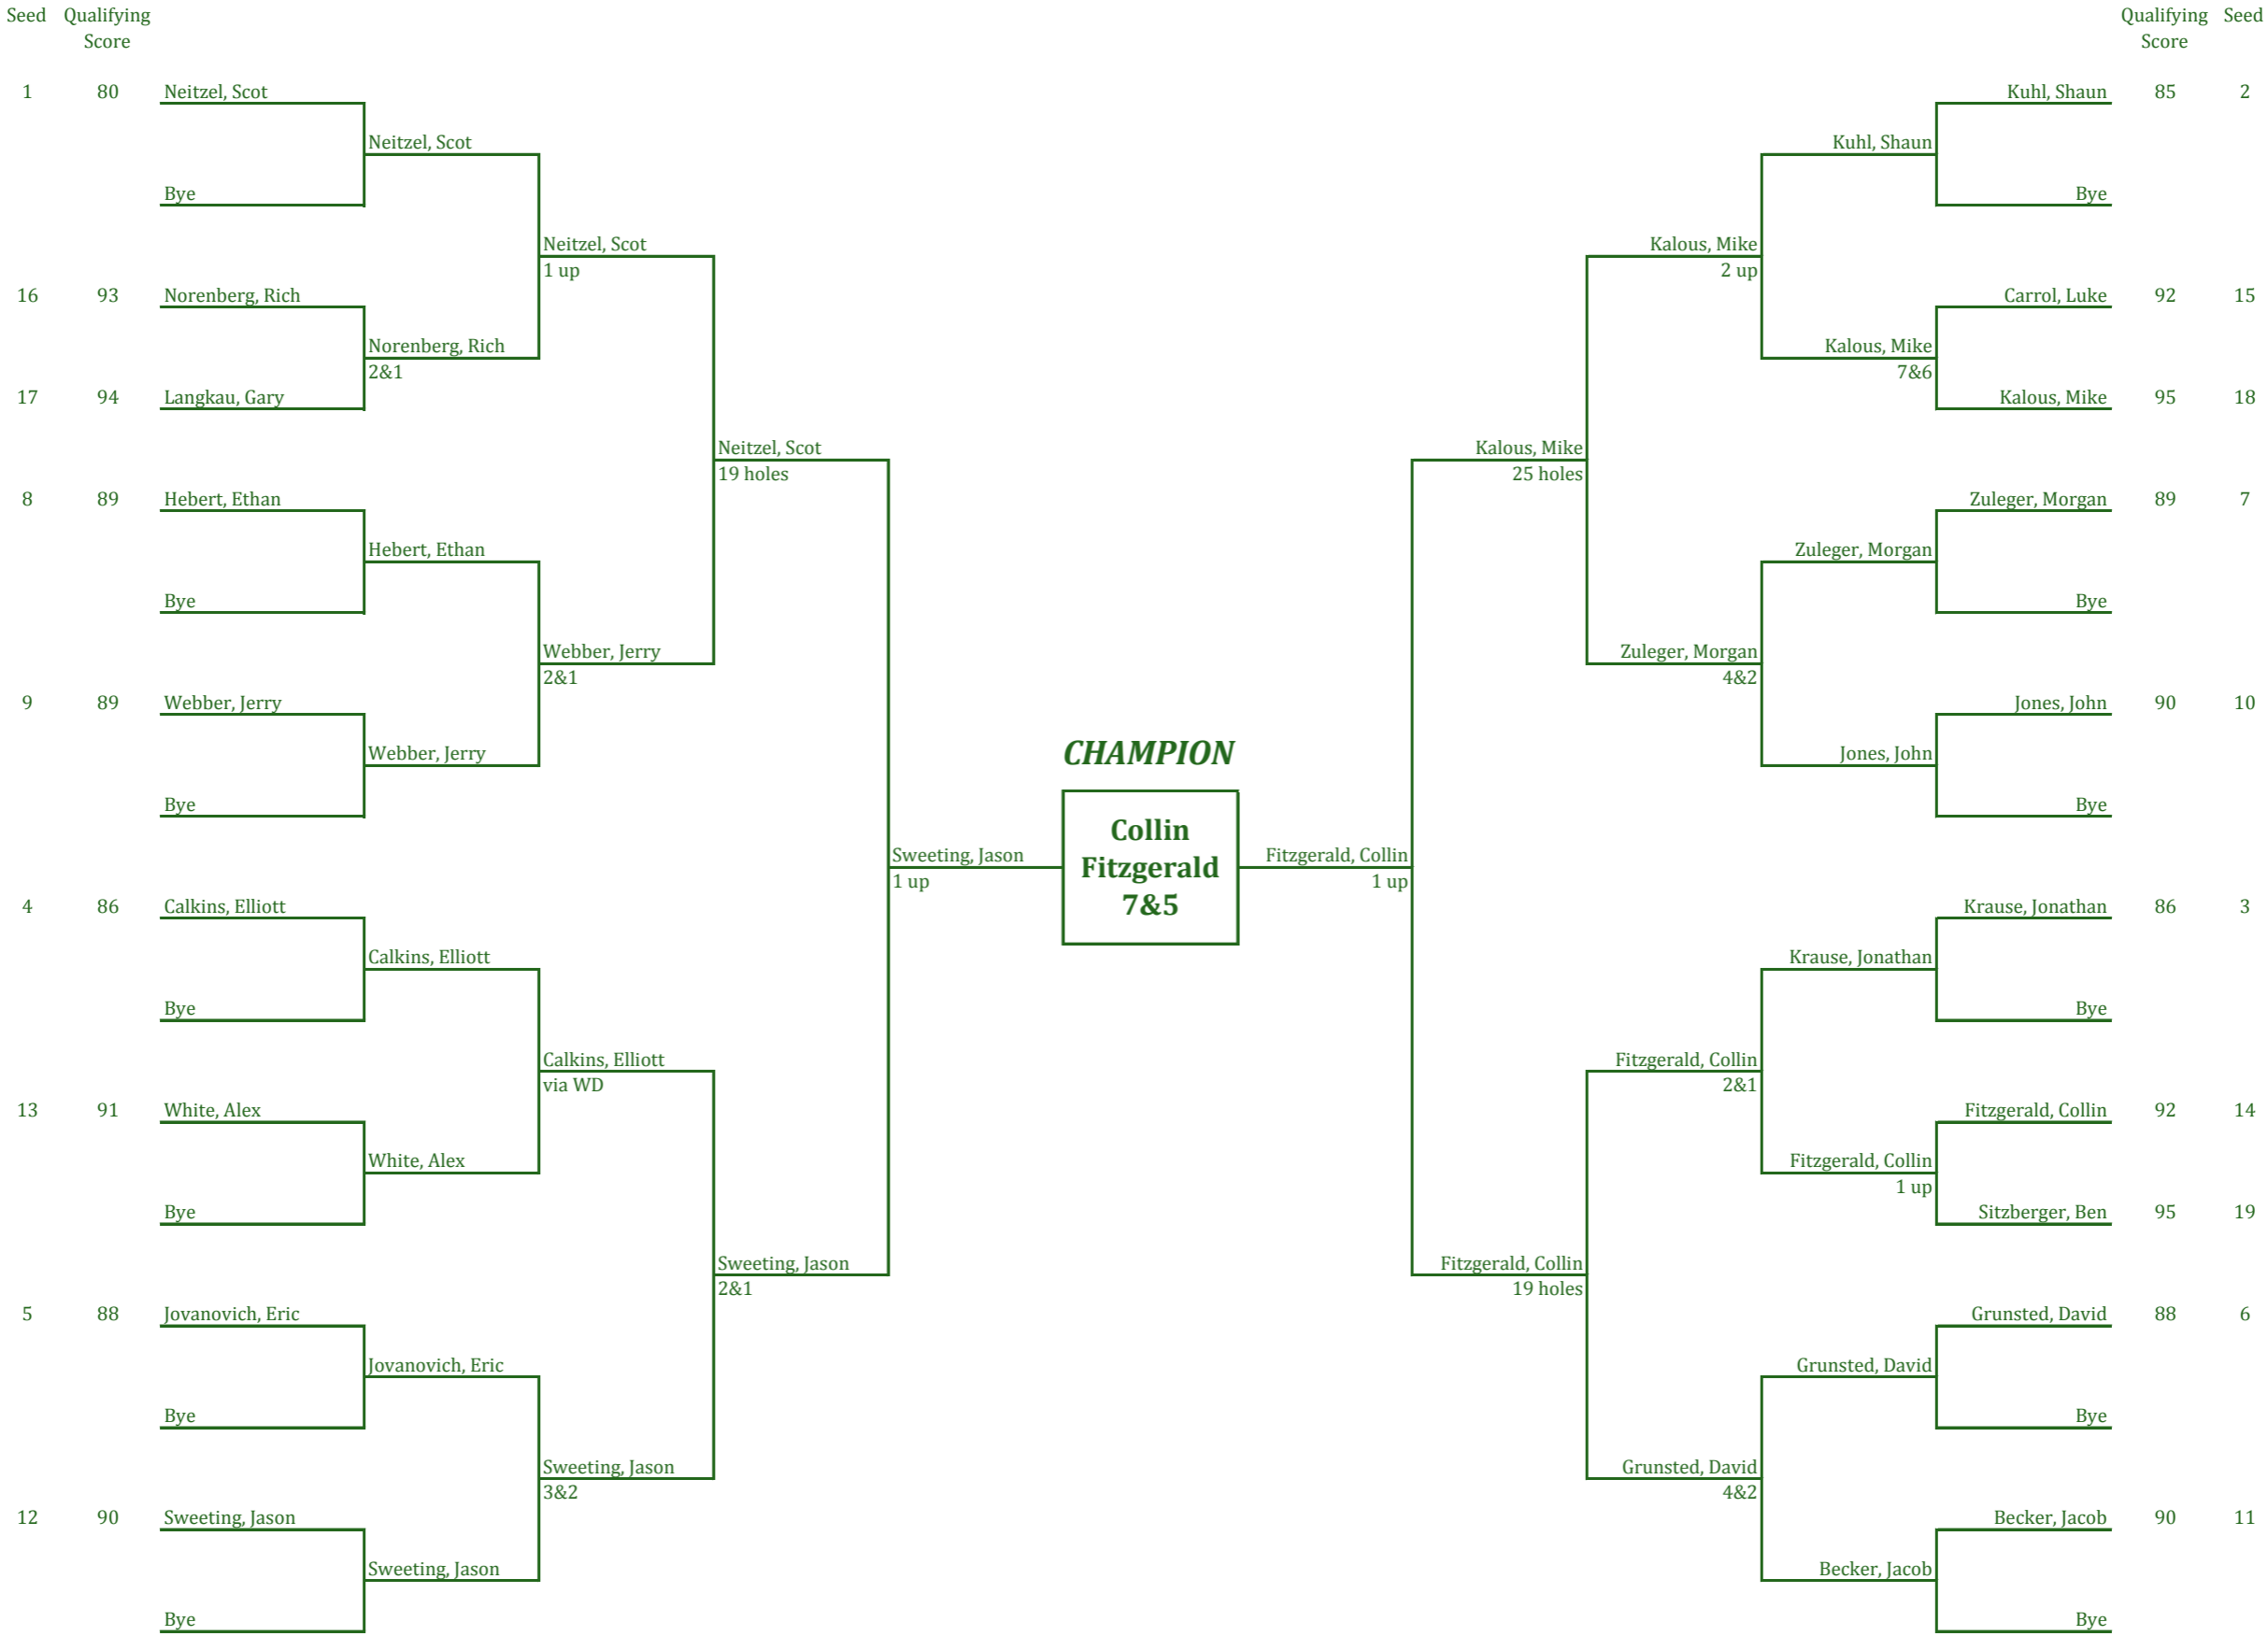 Seed Qualifying Score
1 80 Neitzel, Scot
Neitzel, Scot
Bye
Neitzel, Scot
1 up
16 93 Norenberg, Rich
Norenberg, Rich
2&1
17 94 Langkau, Gary
Neitzel, Scot
19 holes
8 89 Hebert, Ethan
Hebert, Ethan
Bye
Webber, Jerry
2&1
9 89 Webber, Jerry
Webber, Jerry
Bye
Sweeting, Jason
1 up
4 86 Calkins, Elliott
Calkins, Elliott
Bye
Calkins, Elliott
via WD
13 91 White, Alex
White, Alex
Bye
Sweeting, Jason
2&1
5 88 Jovanovich, Eric
Jovanovich, Eric
Bye
Sweeting, Jason
3&2
12 90 Sweeting, Jason
Sweeting, Jason
Bye
CHAMPION
Collin
Fitzgerald
7&5
Qualifying Score Seed
Kuhl, Shaun 85 2
Kuhl, Shaun
Bye
Kalous, Mike
2 up
Carrol, Luke 92 15
Kalous, Mike
7&6
Kalous, Mike 95 18
Kalous, Mike
25 holes
Zuleger, Morgan 89 7
Zuleger, Morgan
Bye
Zuleger, Morgan
4&2
Jones, John 90 10
Jones, John
Bye
Fitzgerald, Collin
1 up
Krause, Jonathan 86 3
Krause, Jonathan
Bye
Fitzgerald, Collin
2&1
Fitzgerald, Collin 92 14
Fitzgerald, Collin
1 up
Sitzberger, Ben 95 19
Fitzgerald, Collin
19 holes
Grunsted, David 88 6
Grunsted, David
Bye
Grunsted, David
4&2
Becker, Jacob 90 11
Becker, Jacob
Bye